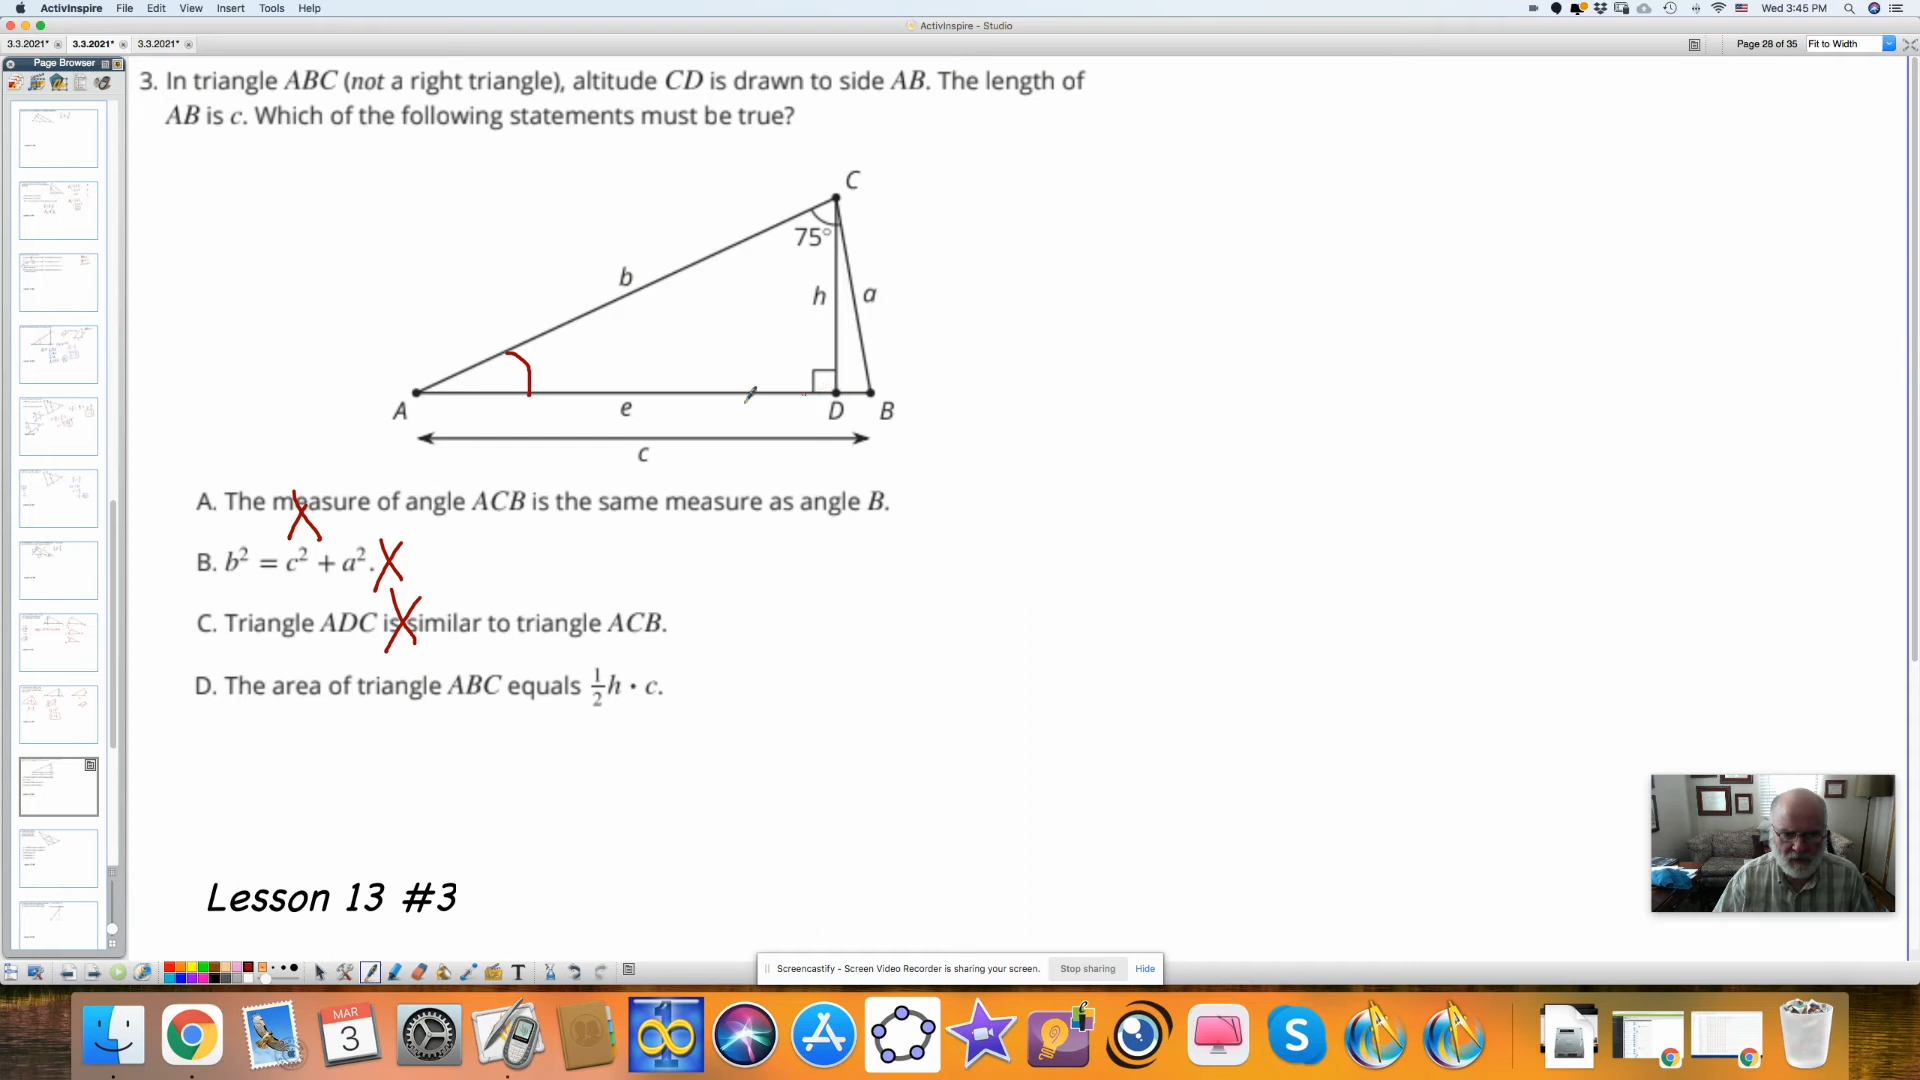 ActivInspire File Edit View Insert Tools Help
Wed 3:45 PM
ActivInspire - Studio
3.3.2021* 3.3.2021* 3.3.2021*
Page 28 of 35 Fit to Width
Page Browser
3. In triangle ABC (not a right triangle), altitude CD is drawn to side AB. The length of
AB is c. Which of the following statements must be true?
C
75°
b
h
a
A
e
D
B
c
A. The measure of angle ACB is the same measure as angle B.
B. b² = c² + a².
C. Triangle ADC is similar to triangle ACB.
D. The area of triangle ABC equals ½h · c.
Lesson 13 #3
Screencastify - Screen Video Recorder is sharing your screen. Stop sharing Hide
MAR
3